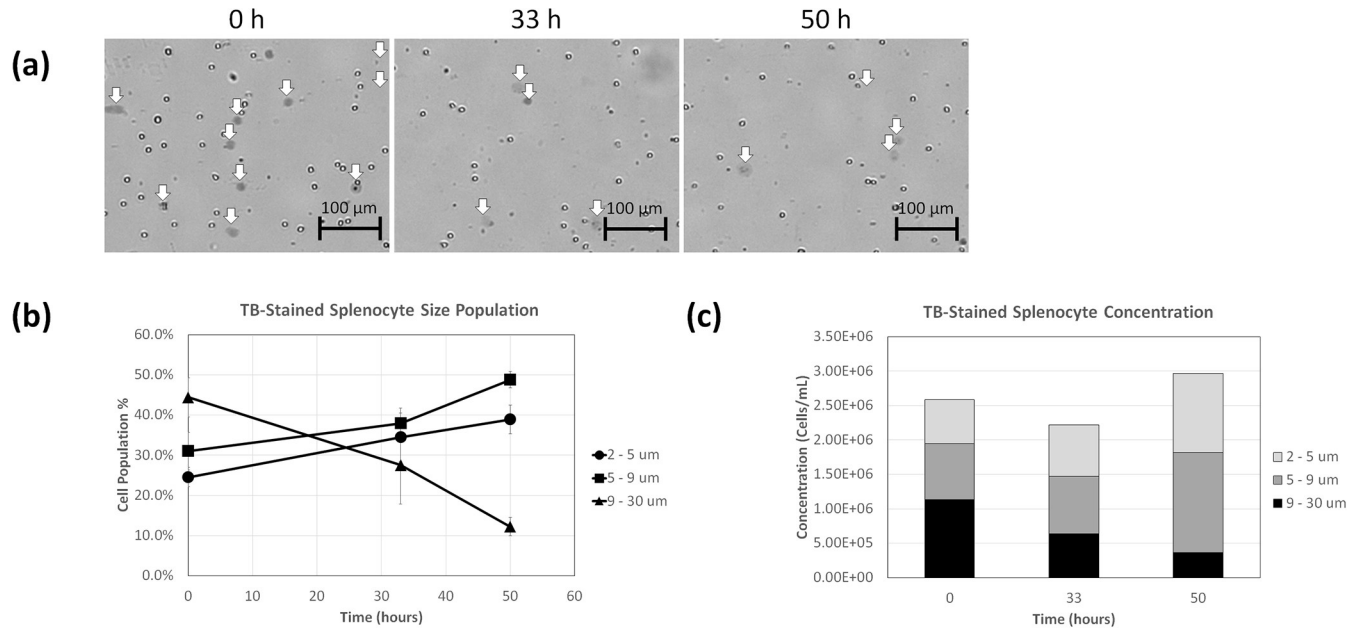 0 h 33 h 50 h
(a)
100 µm 100 µm 100 µm
(b)
TB-Stained Splenocyte Size Population
60.0%
50.0%
40.0%
30.0%
20.0%
10.0%
0.0%
Cell Population %
0 10 20 30 40 50 60
Time (hours)
2 - 5 um
5 - 9 um
9 - 30 um
(c)
TB-Stained Splenocyte Concentration
3.50E+06
3.00E+06
2.50E+06
2.00E+06
1.50E+06
1.00E+06
5.00E+05
0.00E+00
Concentration (Cells/mL)
0 33 50
Time (hours)
2 - 5 um
5 - 9 um
9 - 30 um